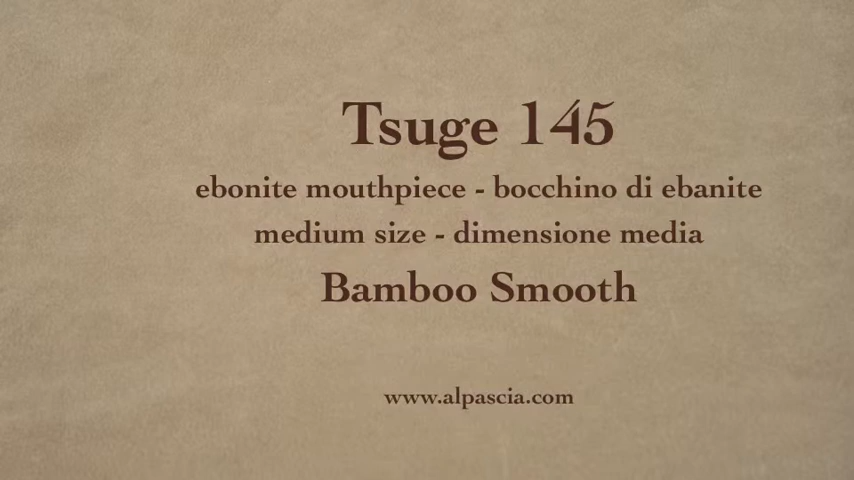 Tsuge 145
ebonite mouthpiece - bocchino di ebanite
medium size - dimensione media
Bamboo Smooth
www.alpascia.com